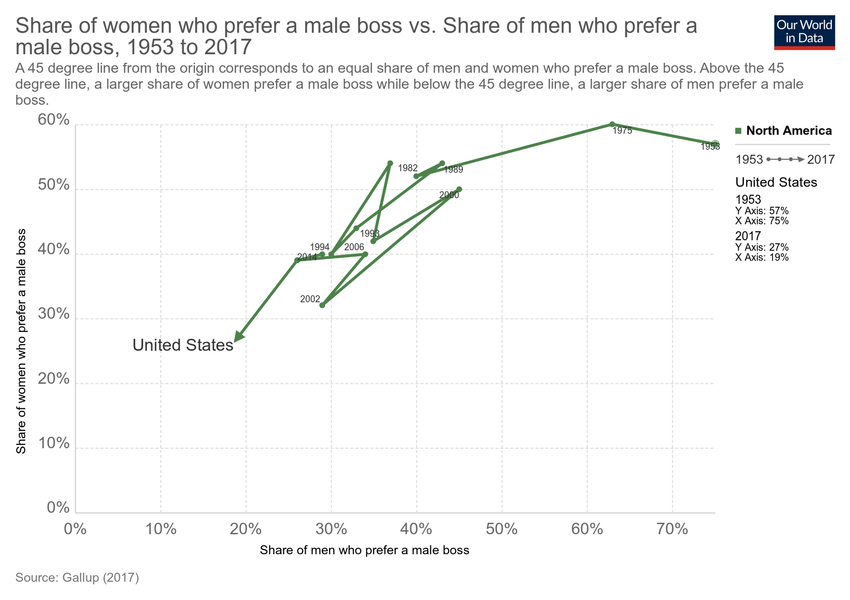 Share of women who prefer a male boss vs. Share of men who prefer a
male boss, 1953 to 2017
Our World
in Data
A 45 degree line from the origin corresponds to an equal share of men and women who prefer a male boss. Above the 45
degree line, a larger share of women prefer a male boss while below the 45 degree line, a larger share of men prefer a male
boss.
60%
50%
40%
30%
20%
10%
0%
Share of women who prefer a male boss
1975
1953
1982
1989
2000
1993
1994
2006
2014
2002
United States
0%
10%
20%
30%
40%
50%
60%
70%
Share of men who prefer a male boss
North America
1953
2017
United States
1953
Y Axis: 57%
X Axis: 75%
2017
Y Axis: 27%
X Axis: 19%
Source: Gallup (2017)